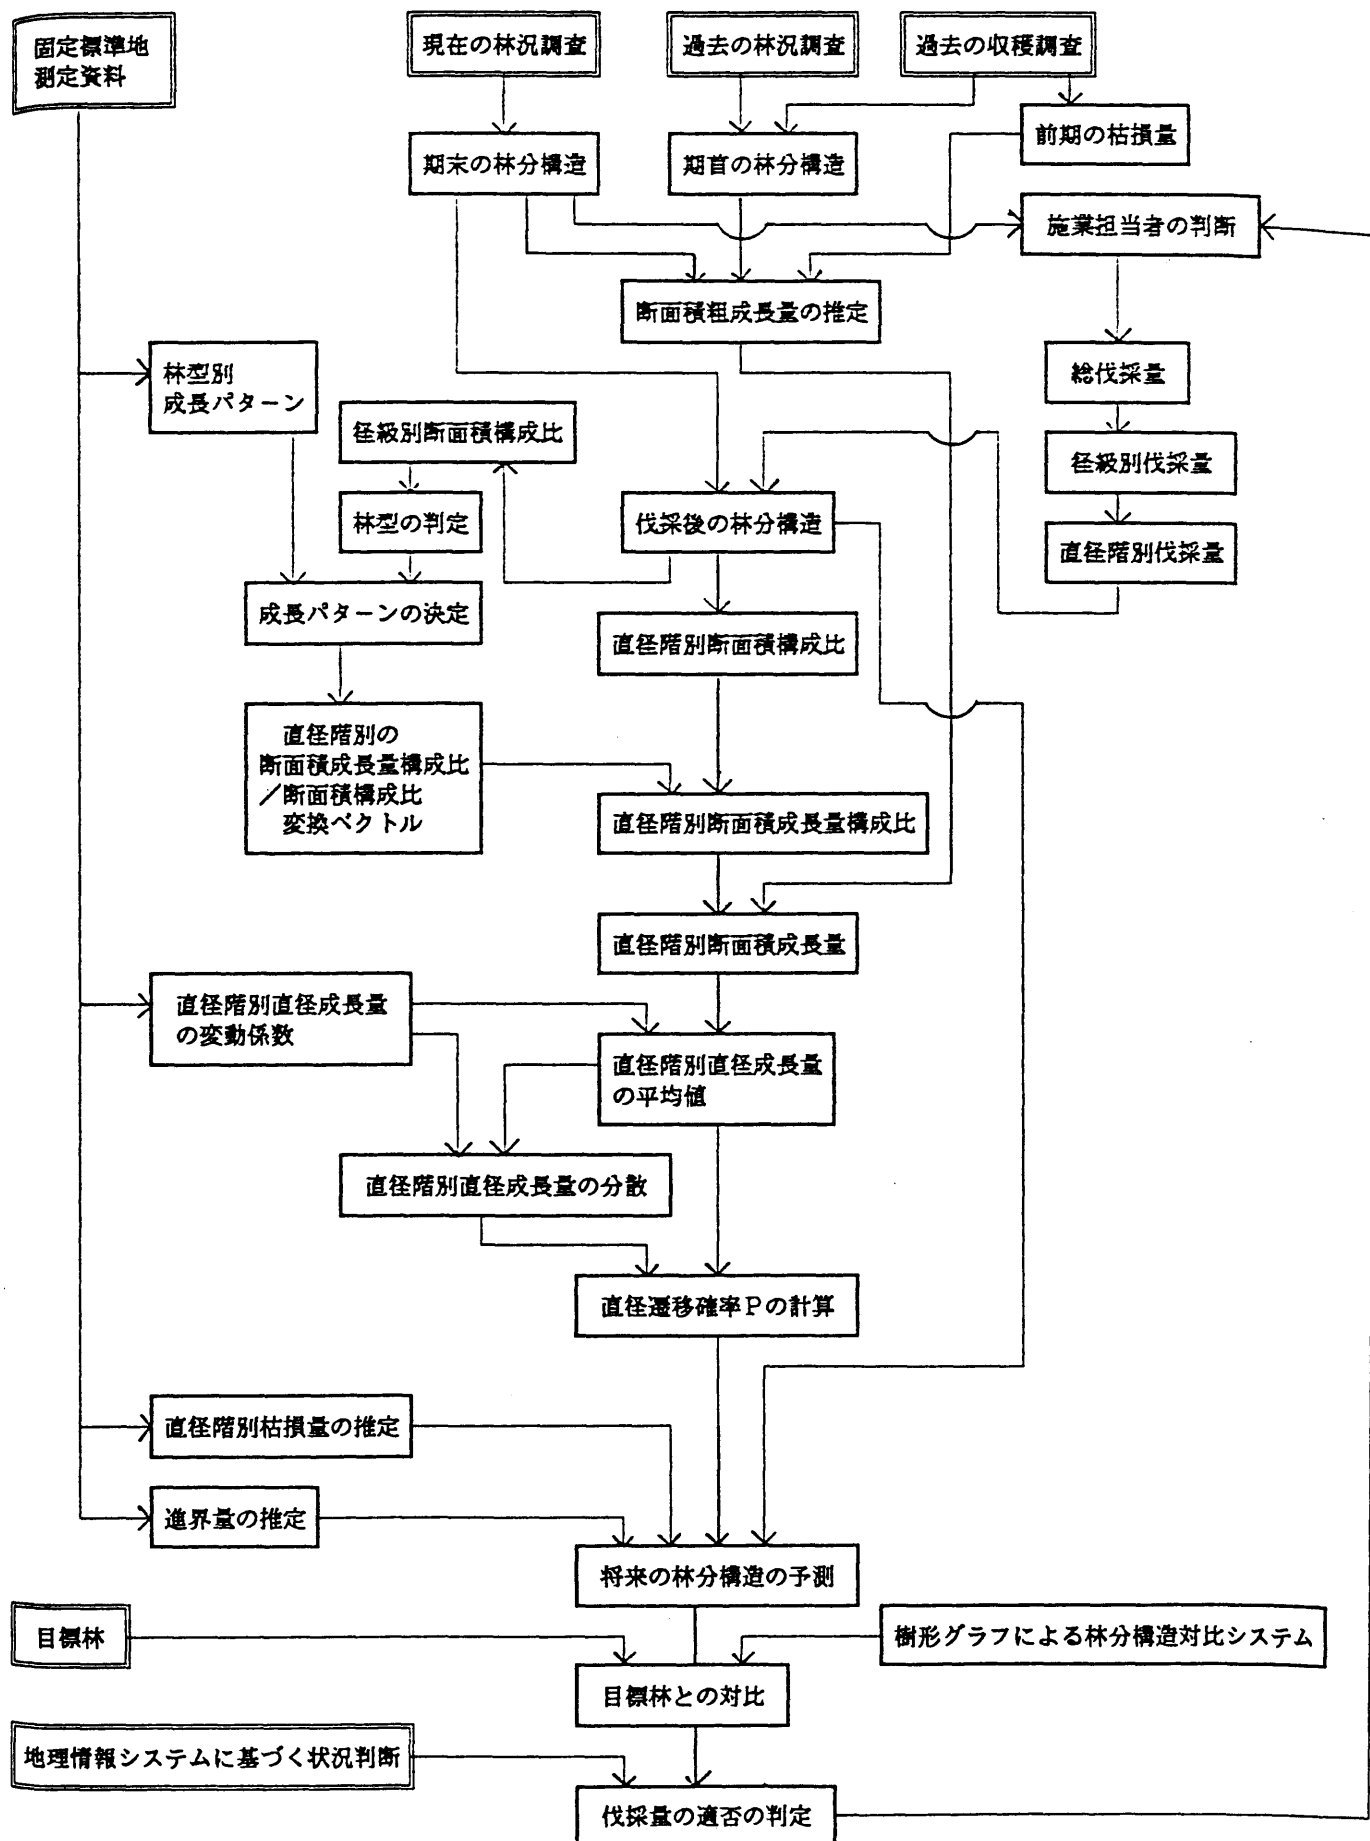 固定標準地
測定資料
現在の林況調査
過去の林況調査
過去の収穫調査
前期の枯損量
期末の林分構造
期首の林分構造
施業担当者の判断
断面積粗成長量の推定
林型別
成長パターン
総伐採量
径級別断面積構成比
径級別伐採量
林型の判定
伐採後の林分構造
直径階別伐採量
成長パターンの決定
直径階別断面積構成比
直径階別の
断面積成長量構成比
／断面積構成比
変換ベクトル
直径階別断面積成長量構成比
直径階別断面積成長量
直径階別直径成長量
の変動係数
直径階別直径成長量
の平均値
直径階別直径成長量の分散
直径遷移確率Pの計算
直径階別枯損量の推定
進界量の推定
将来の林分構造の予測
目標林
樹形グラフによる林分構造対比システム
目標林との対比
地理情報システムに基づく状況判断
伐採量の適否の判定